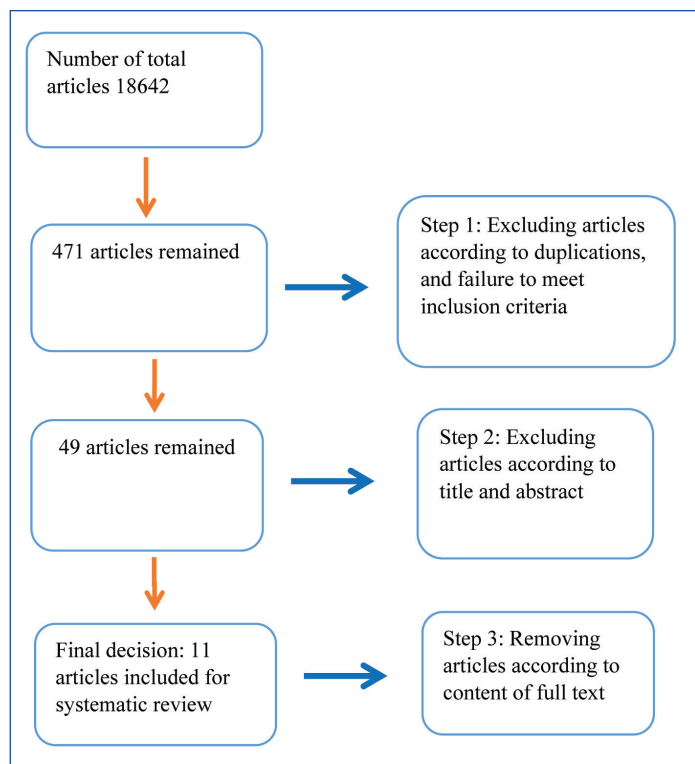 Number of total
articles 18642
471 articles remained
Step 1: Excluding articles
according to duplications,
and failure to meet
inclusion criteria
49 articles remained
Step 2: Excluding
articles according to
title and abstract
Final decision: 11
articles included for
systematic review
Step 3: Removing
articles according to
content of full text